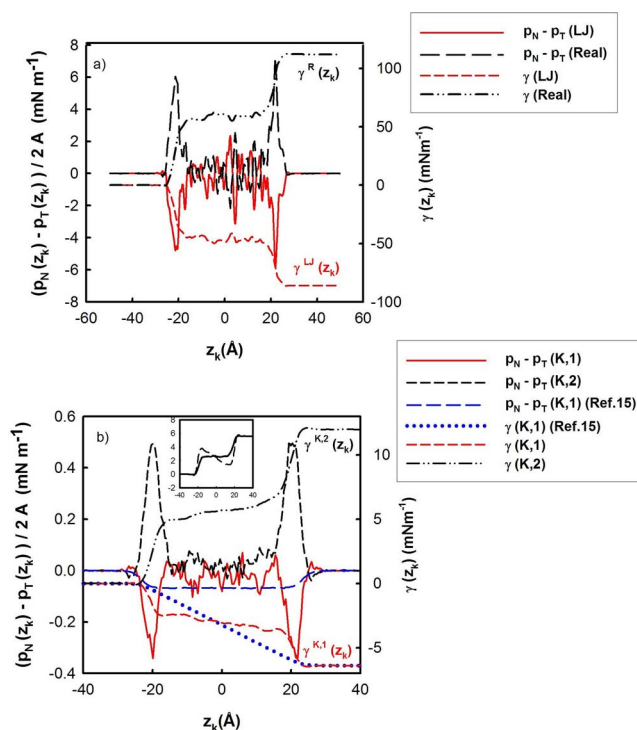 p_N - p_T (LJ)
p_N - p_T (Real)
γ (LJ)
γ (Real)
a)
8
6
4
2
0
-2
-4
-6
-8
100
50
0
-50
-100
γ^R (z_k)
γ^LJ (z_k)
(p_N(z_k) - p_T(z_k)) / 2 A (mN m⁻¹)
γ (z_k) (mNm⁻¹)
-60 -40 -20 0 20 40 60
z_k(Å)
p_N - p_T (K,1)
p_N - p_T (K,2)
p_N - p_T (K,1) (Ref.15)
γ (K,1) (Ref.15)
γ (K,1)
γ (K,2)
b)
0.6
0.4
0.2
0.0
-0.2
-0.4
10
5
0
-5
8
6
4
2
0
-40 -20 0 20 40
γ^K,2 (z_k)
γ^K,1 (z_k)
(p_N(z_k) - p_T(z_k)) / 2 A (mN m⁻¹)
γ (z_k) (mNm⁻¹)
-40 -20 0 20 40
z_k(Å)